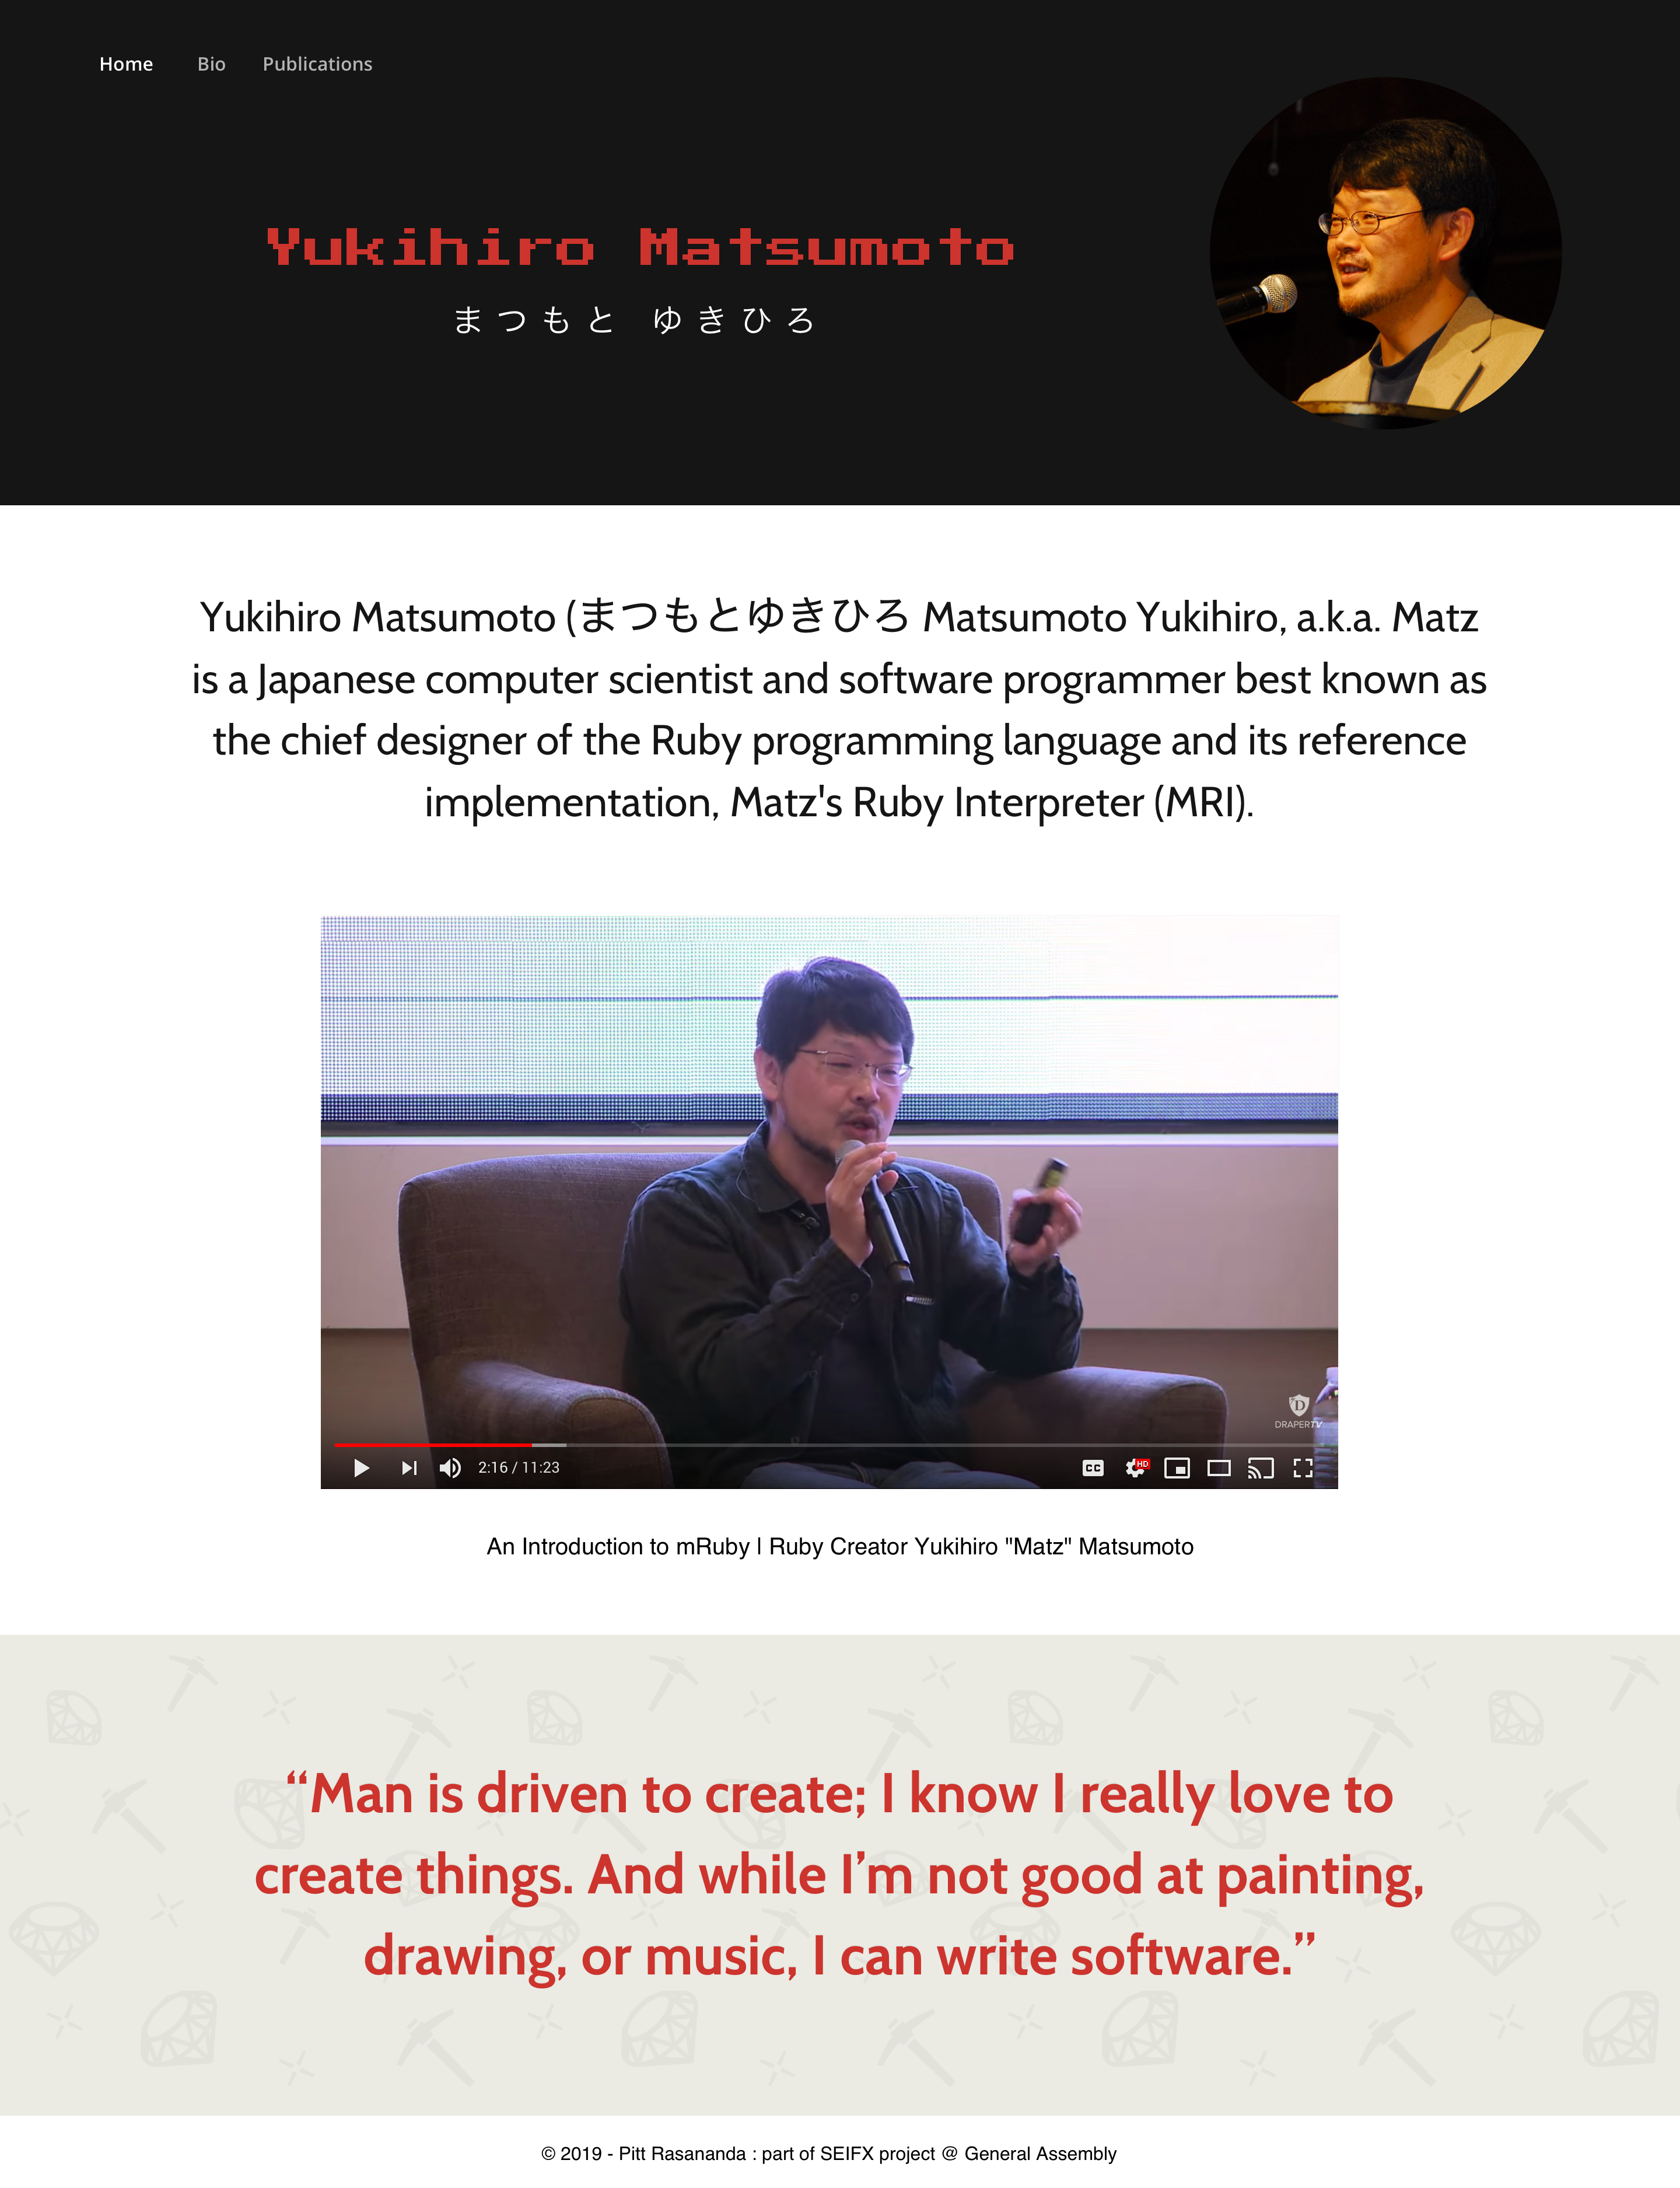 Home Bio Publications
Yukihiro Matsumoto
まつもと ゆきひろ
Yukihiro Matsumoto (まつもとゆきひろ Matsumoto Yukihiro, a.k.a. Matz
is a Japanese computer scientist and software programmer best known as
the chief designer of the Ruby programming language and its reference
implementation, Matz's Ruby Interpreter (MRI).
D
DRAPERTV
2:16 / 11:23
CC
HD
An Introduction to mRuby | Ruby Creator Yukihiro "Matz" Matsumoto
“Man is driven to create; I know I really love to
create things. And while I’m not good at painting,
drawing, or music, I can write software.”
© 2019 - Pitt Rasananda : part of SEIFX project @ General Assembly